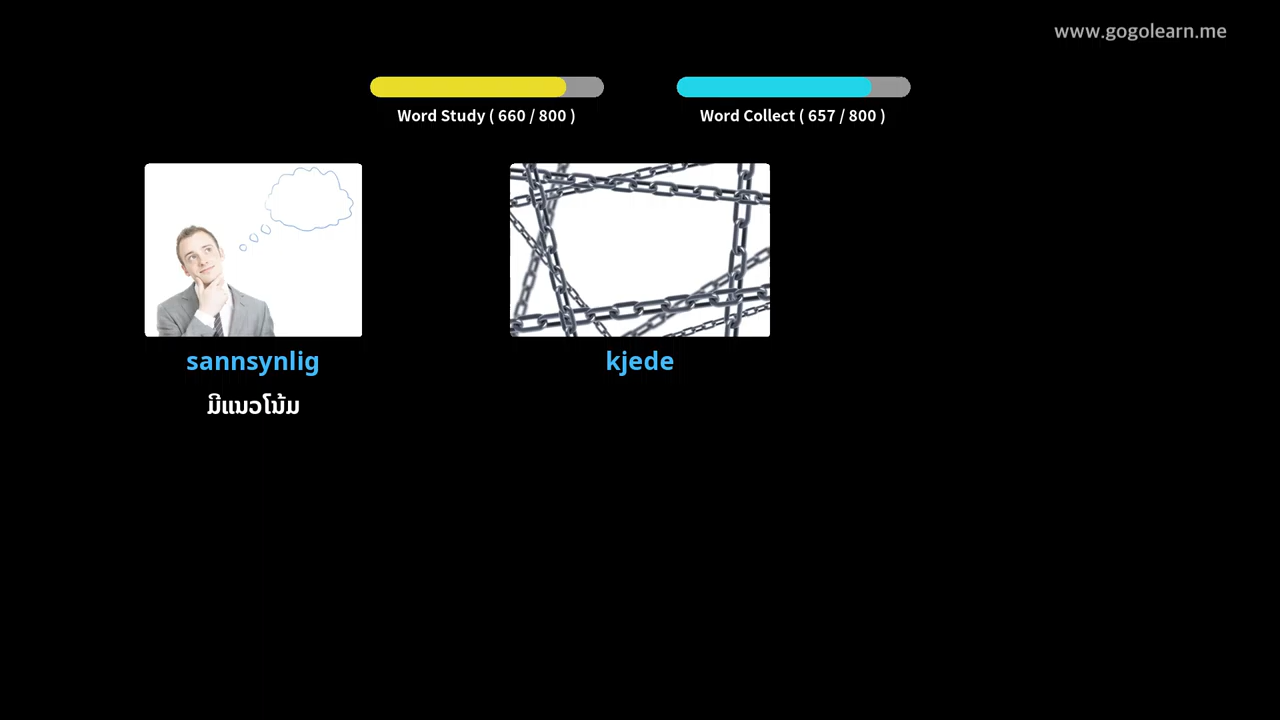 www.gogolearn.me
Word Study ( 660 / 800 )
Word Collect ( 657 / 800 )
sannsynlig
kjede
ມີແນວໂນ້ມ